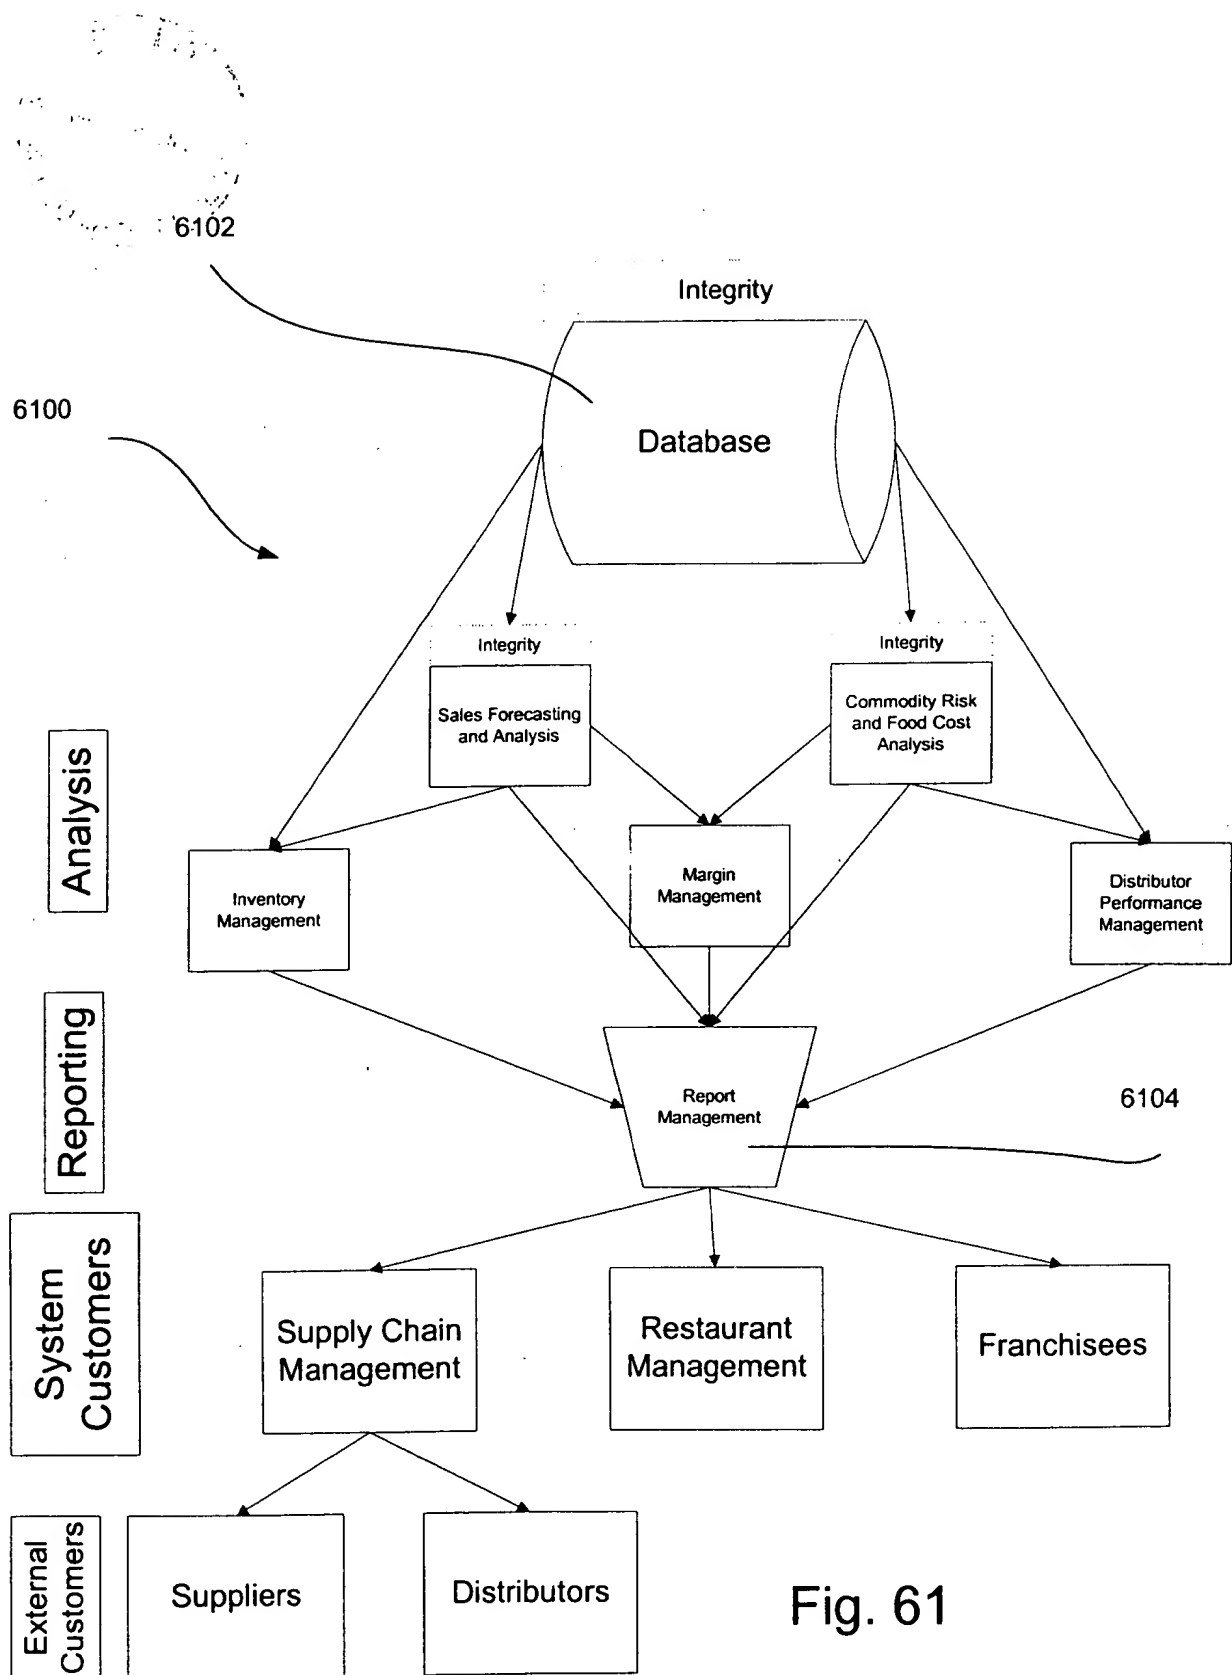 6102
Integrity
6100
Database
Integrity
Integrity
Sales Forecasting
and Analysis
Commodity Risk
and Food Cost
Analysis
Analysis
Inventory
Management
Margin
Management
Distributor
Performance
Management
Reporting
Report
Management
6104
System
Customers
Supply Chain
Management
Restaurant
Management
Franchisees
External
Customers
Suppliers
Distributors
Fig. 61